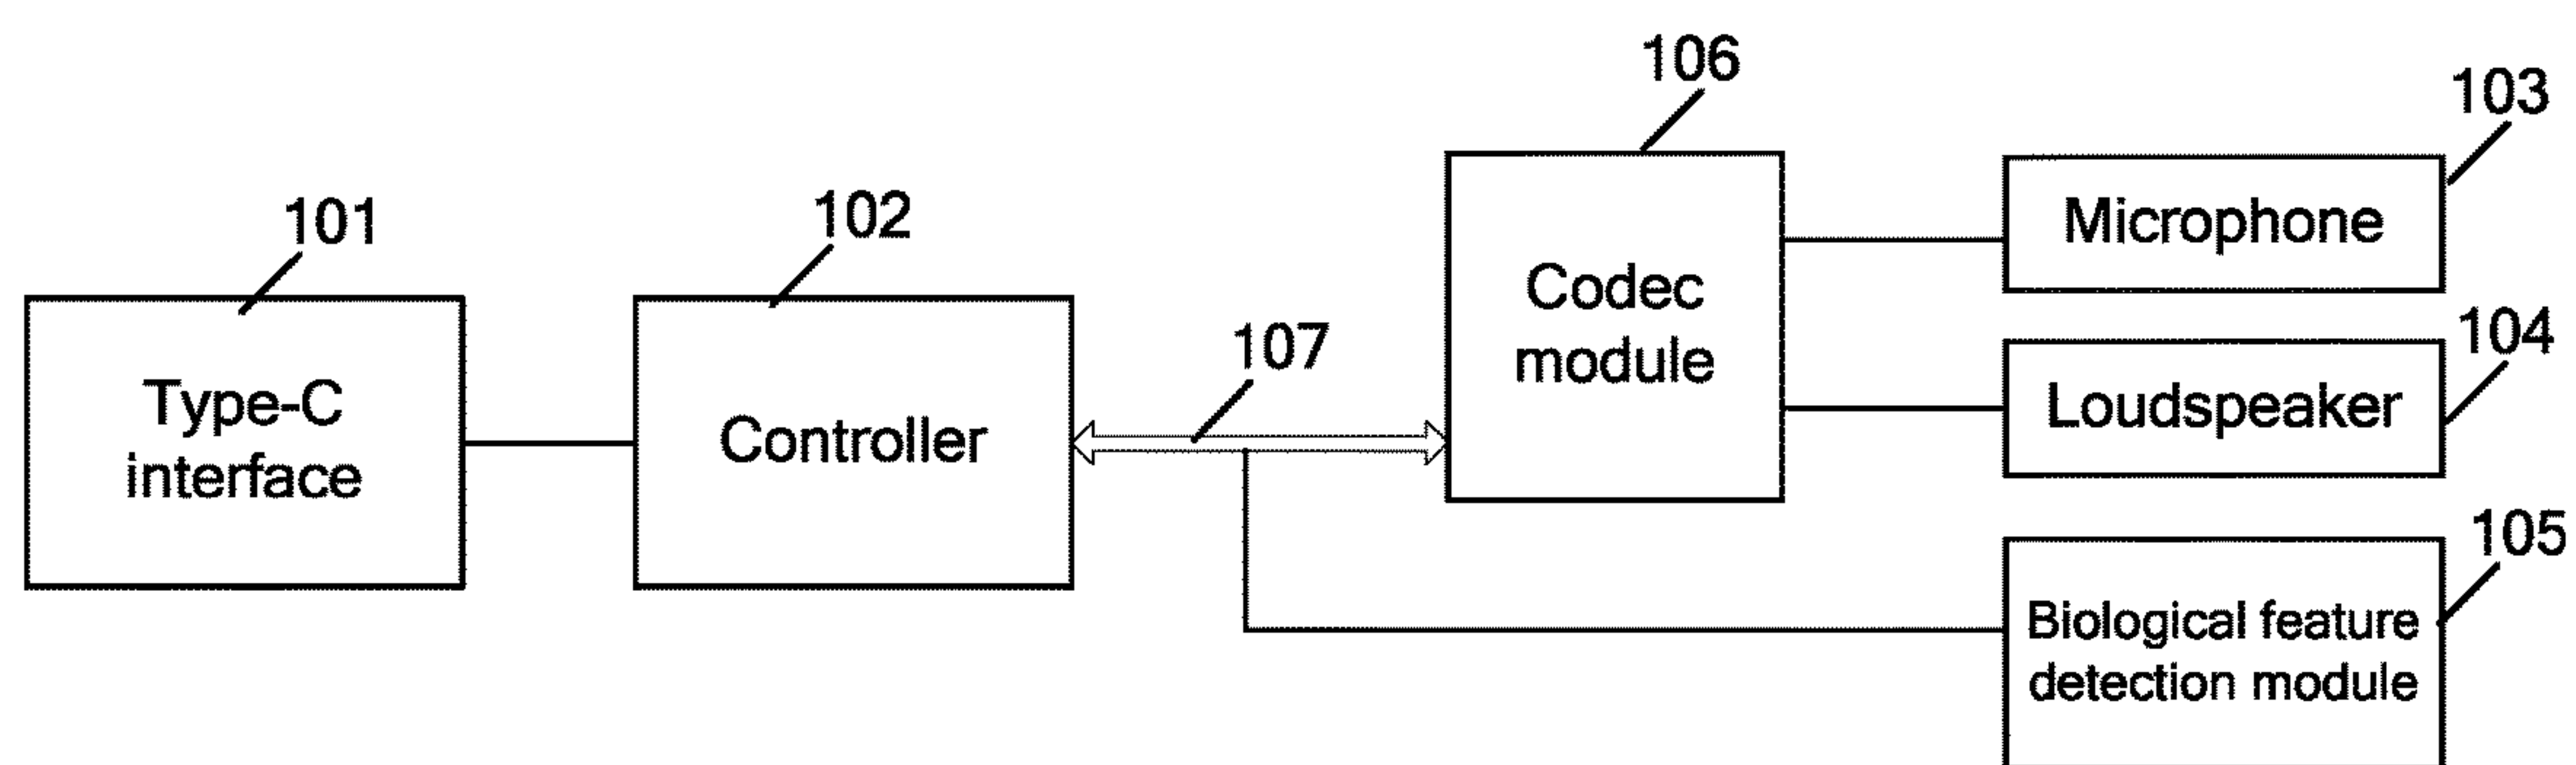 106
103
Microphone
101
102
Codec
module
107
104
Loudspeaker
Type-C
interface
Controller
105
Biological feature
detection module